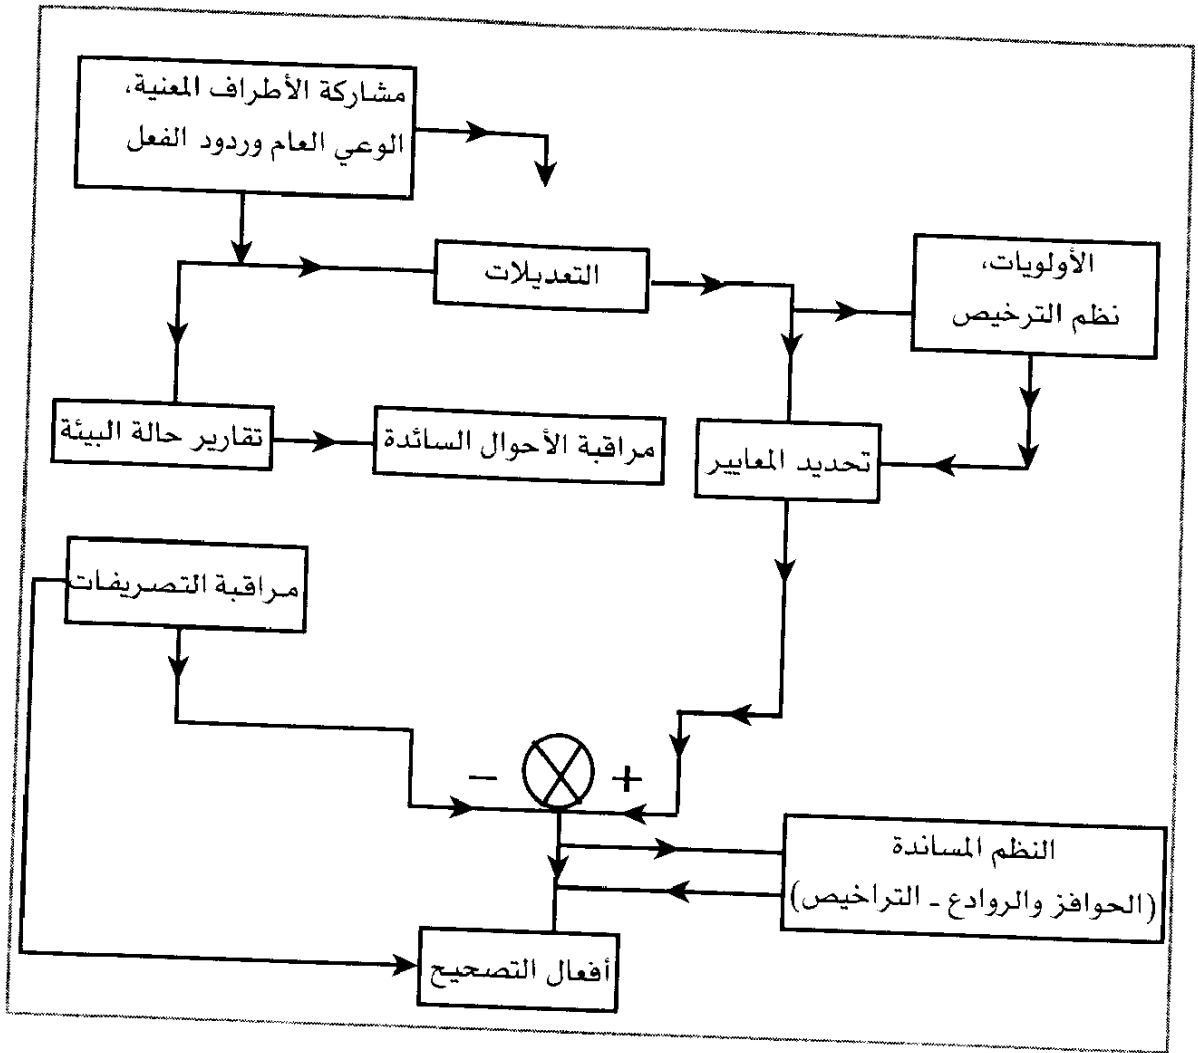 مشاركة الأطراف المعنية،
الوعي العام وردود الفعل
التعديلات
الأولويات،
نظم الترخيص
تقارير حالة البيئة
مراقبة الأحوال السائدة
تحديد المعايير
مراقبة التصريفات
− +
النظم المساندة
(الحوافز والروادع - التراخيص)
أفعال التصحيح